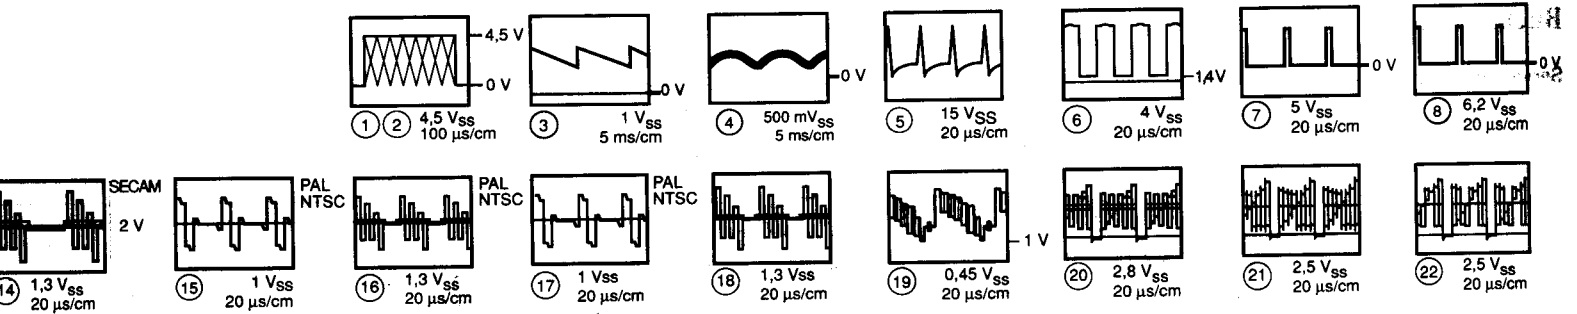 4,5 V
0 V
1 2 4,5 Vss
100 µs/cm
0 V
3 1 Vss
5 ms/cm
0 V
4 500 mVss
5 ms/cm
5 15 Vss
20 µs/cm
1,4V
6 4 Vss
20 µs/cm
0 V
7 5 Vss
20 µs/cm
0 V
8 6,2 Vss
20 µs/cm
SECAM
2 V
14 1,3 Vss
20 µs/cm
PAL
NTSC
15 1 Vss
20 µs/cm
PAL
NTSC
16 1,3 Vss
20 µs/cm
PAL
NTSC
17 1 Vss
20 µs/cm
18 1,3 Vss
20 µs/cm
1 V
19 0,45 Vss
20 µs/cm
20 2,8 Vss
20 µs/cm
21 2,5 Vss
20 µs/cm
22 2,5 Vss
20 µs/cm